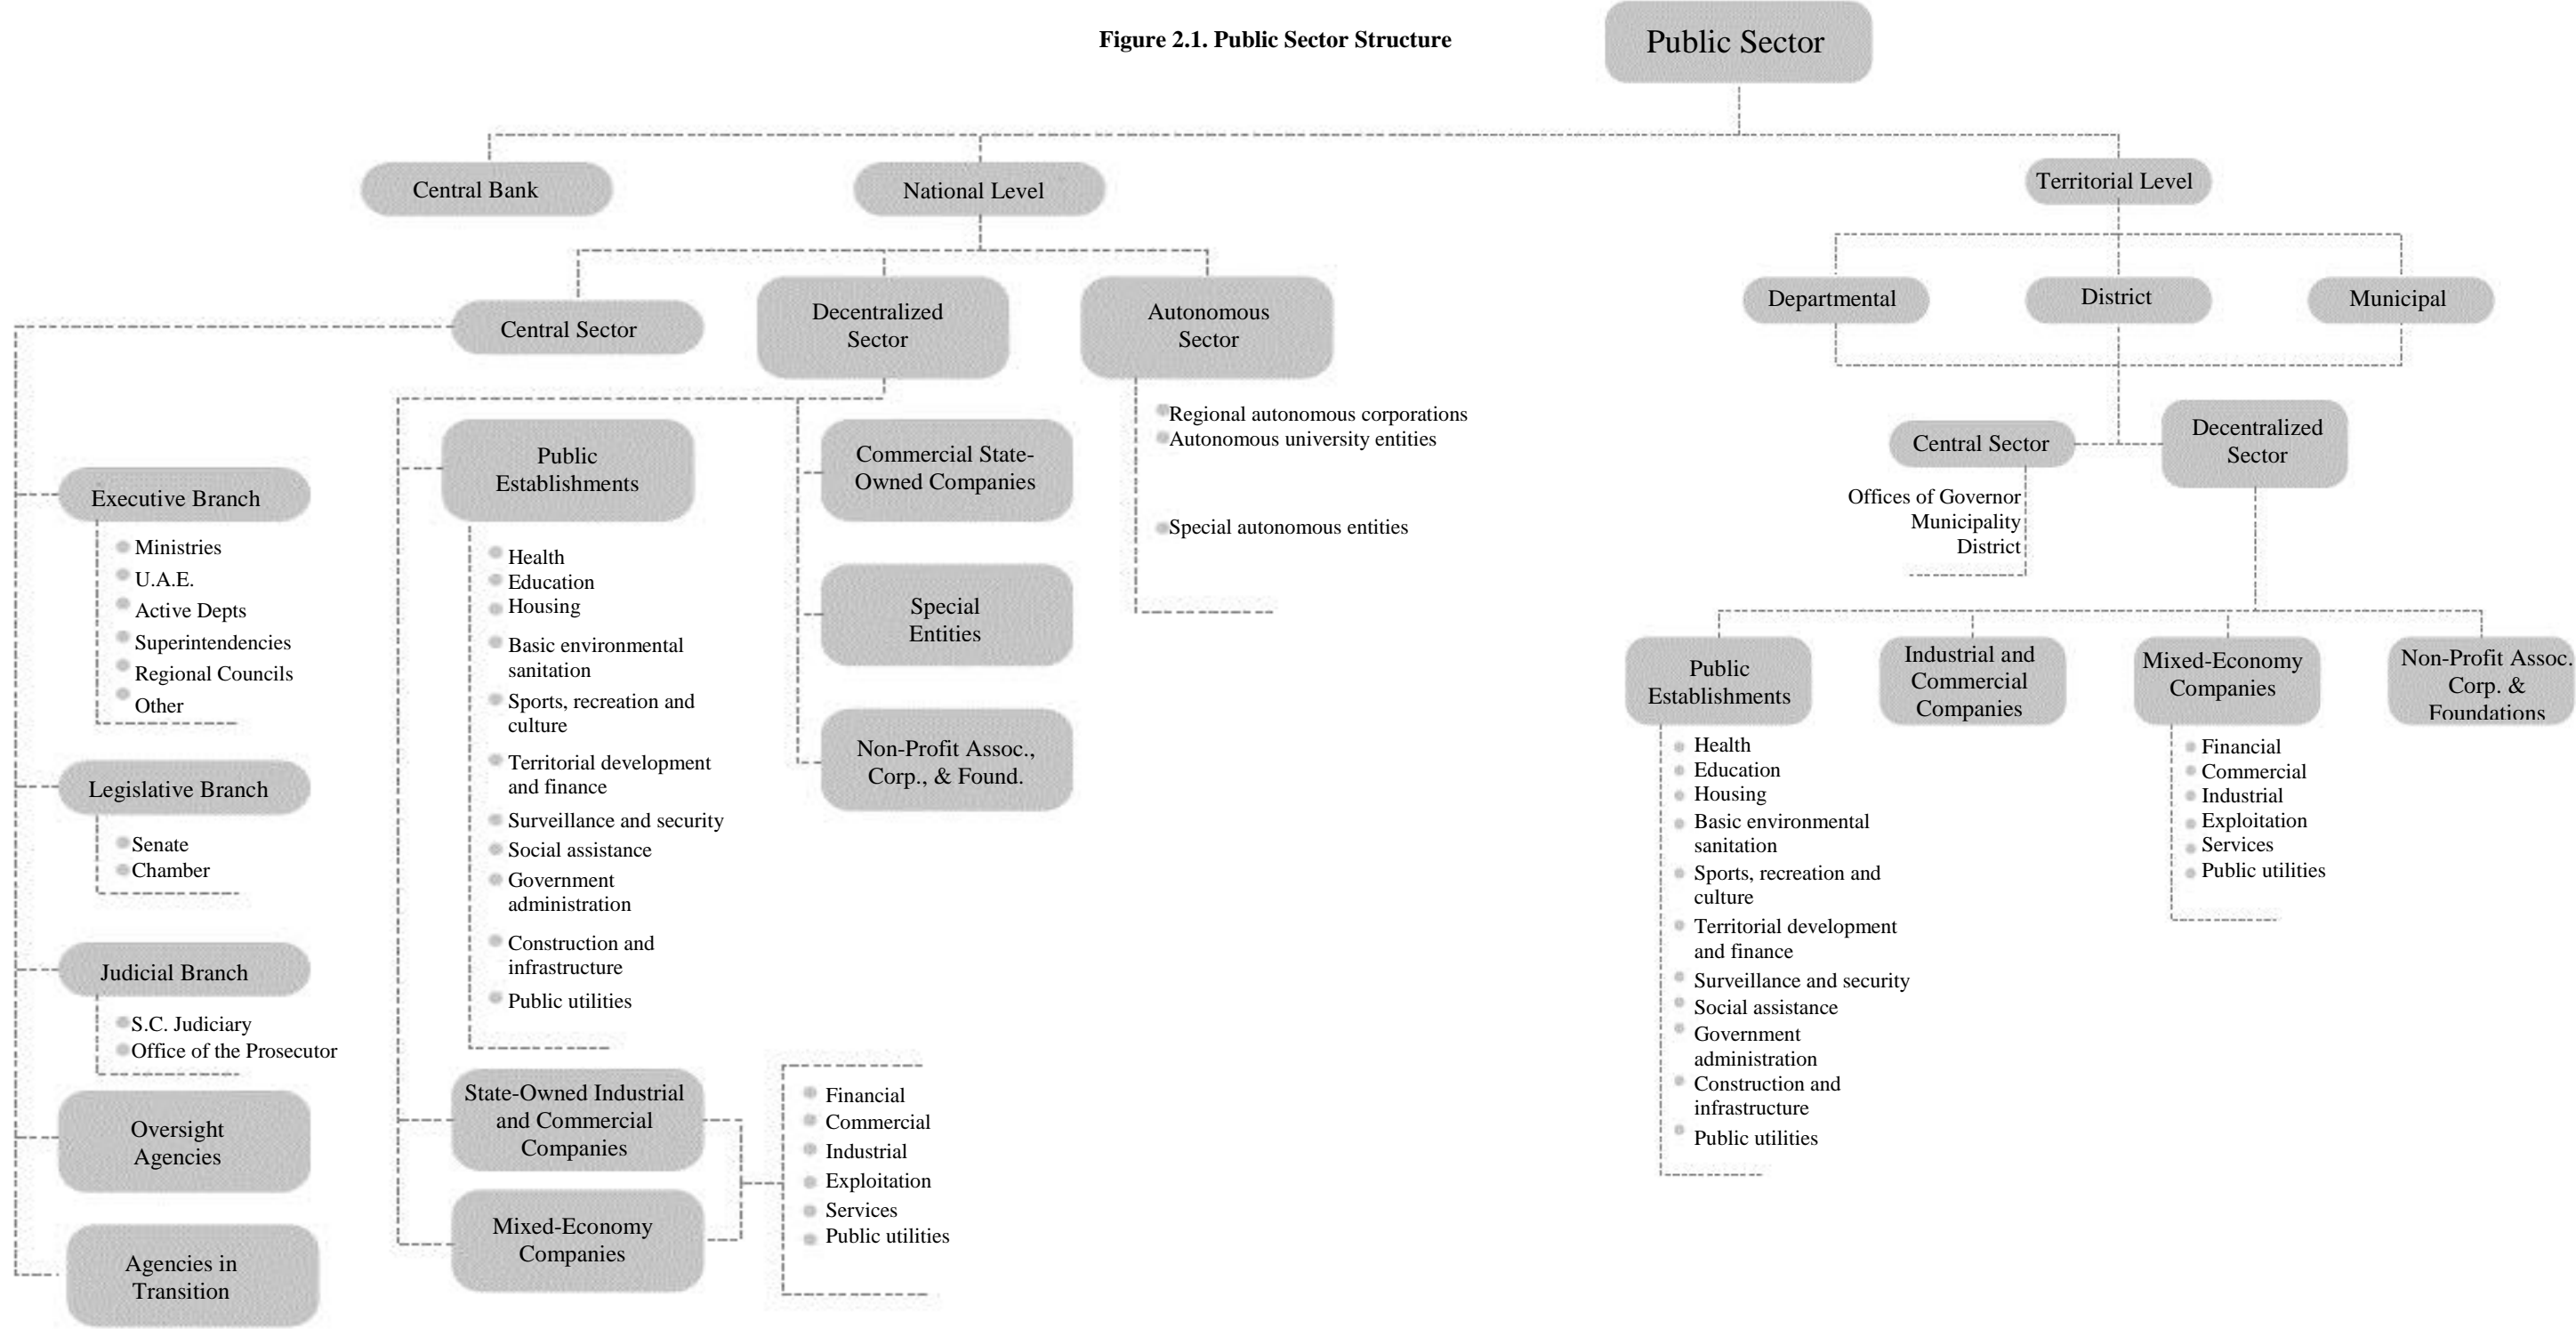 Figure 2.1. Public Sector Structure
Public Sector
Central Bank
National Level
Territorial Level
Central Sector
Decentralized
Sector
Autonomous
Sector
Departmental
District
Municipal
Executive Branch
Ministries
U.A.E.
Active Depts
Superintendencies
Regional Councils
Other
Legislative Branch
Senate
Chamber
Judicial Branch
S.C. Judiciary
Office of the Prosecutor
Oversight
Agencies
Agencies in
Transition
Public
Establishments
Health
Education
Housing
Basic environmental
sanitation
Sports, recreation and
culture
Territorial development
and finance
Surveillance and security
Social assistance
Government
administration
Construction and
infrastructure
Public utilities
State-Owned Industrial
and Commercial
Companies
Mixed-Economy
Companies
Financial
Commercial
Industrial
Exploitation
Services
Public utilities
Commercial State-
Owned Companies
Special
Entities
Non-Profit Assoc.,
Corp., & Found.
Regional autonomous corporations
Autonomous university entities
Special autonomous entities
Central Sector
Offices of Governor
Municipality
District
Decentralized
Sector
Public
Establishments
Health
Education
Housing
Basic environmental
sanitation
Sports, recreation and
culture
Territorial development
and finance
Surveillance and security
Social assistance
Government
administration
Construction and
infrastructure
Public utilities
Industrial and
Commercial
Companies
Mixed-Economy
Companies
Financial
Commercial
Industrial
Exploitation
Services
Public utilities
Non-Profit Assoc.
Corp. &
Foundations